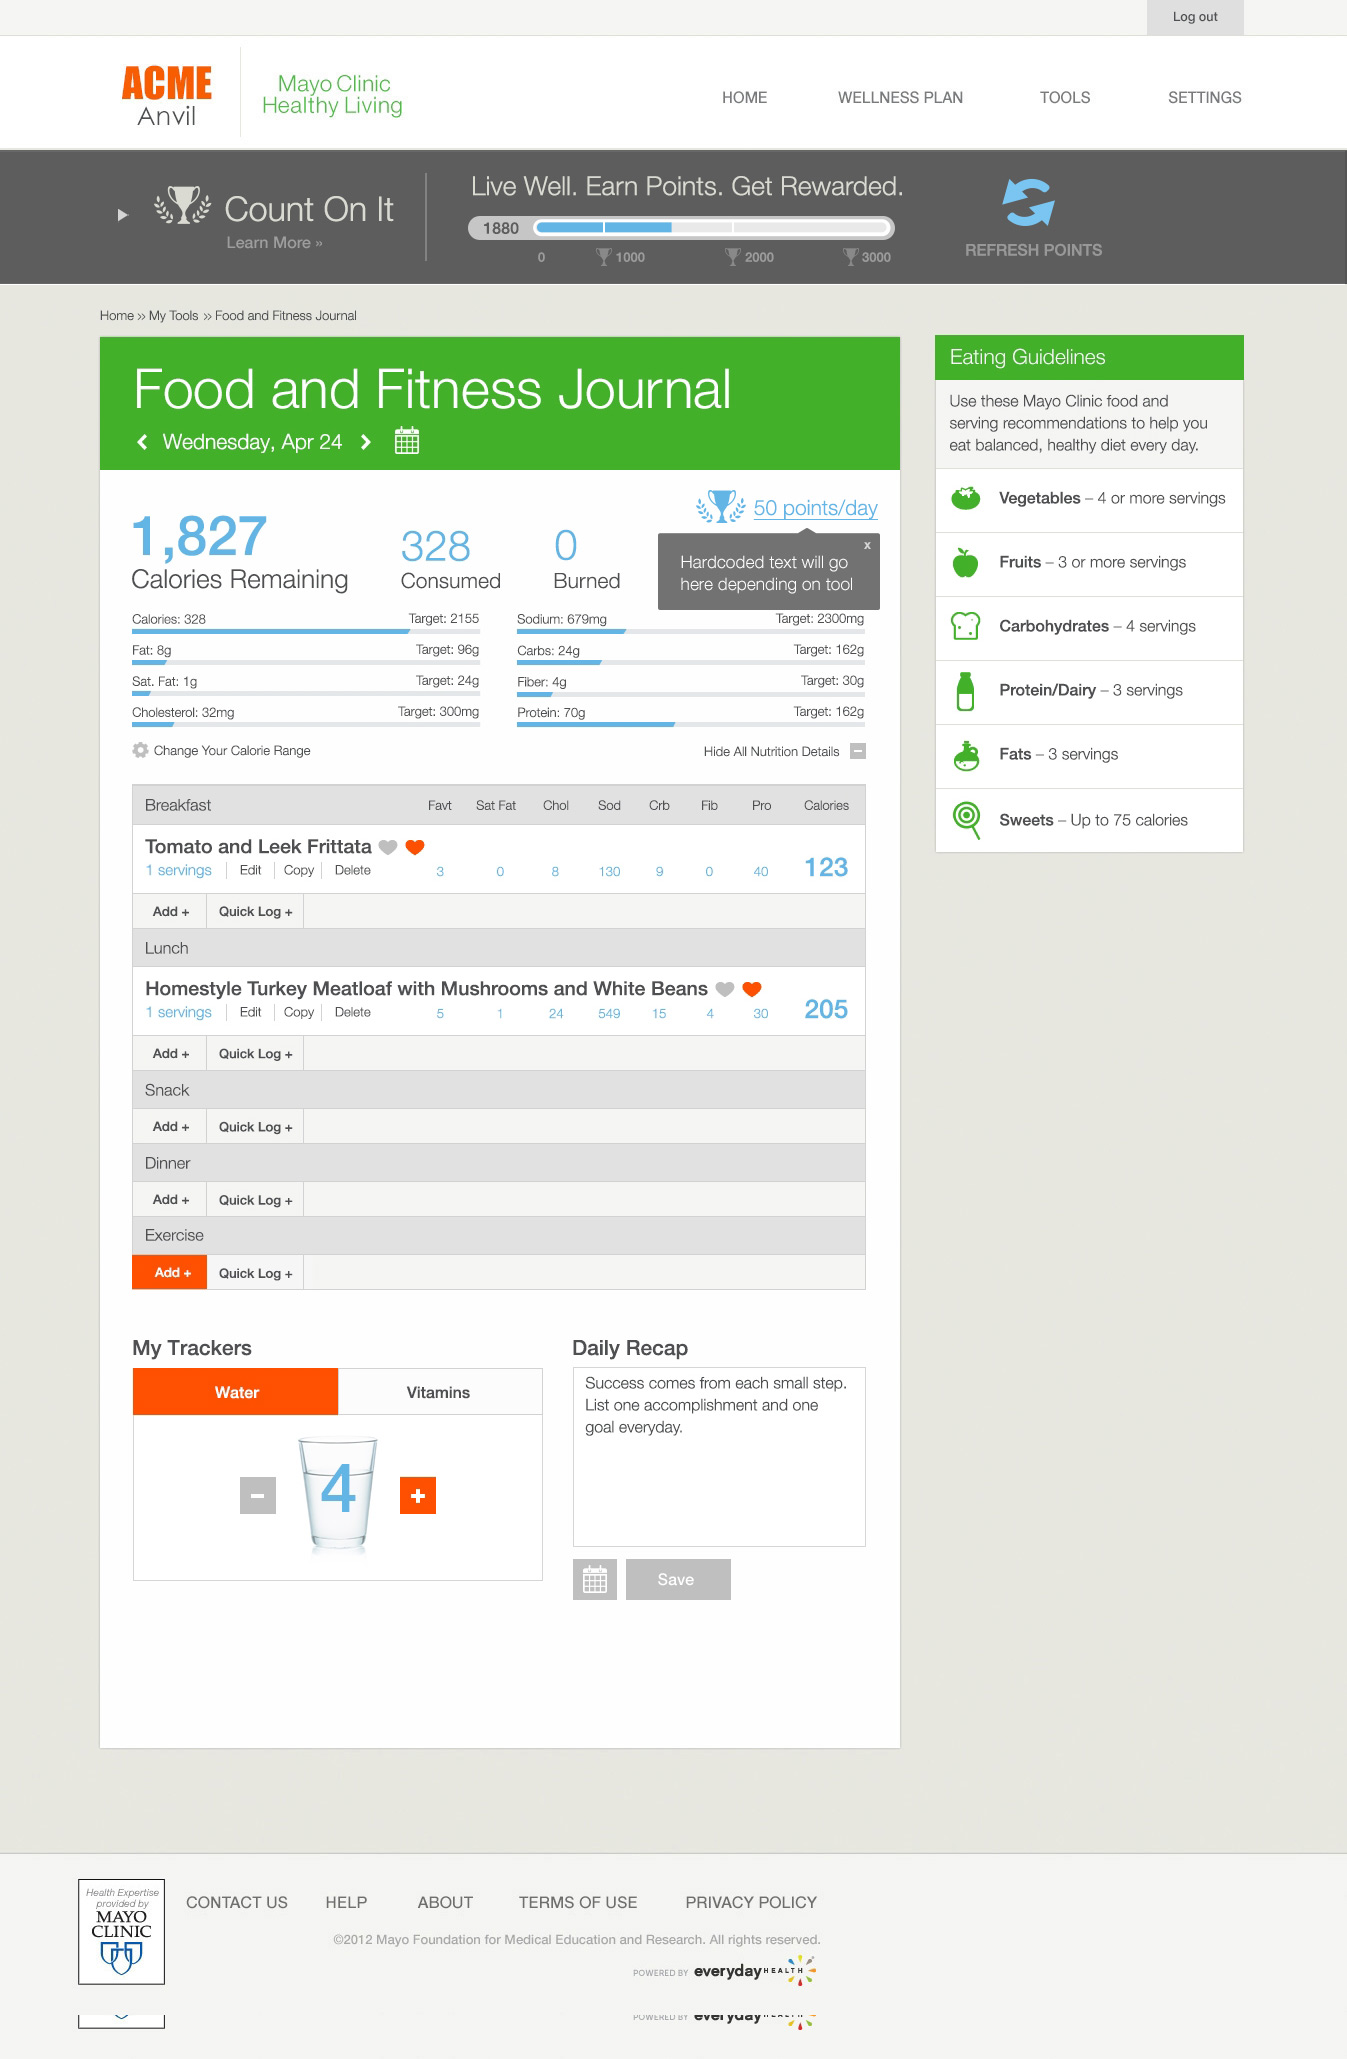 Log out
ACME
Anvil
Mayo Clinic
Healthy Living
HOME WELLNESS PLAN TOOLS SETTINGS
Count On It
Learn More »
Live Well. Earn Points. Get Rewarded.
1880
0 1000 2000 3000
REFRESH POINTS
Home » My Tools » Food and Fitness Journal
Food and Fitness Journal
Wednesday, Apr 24
50 points/day
x
Hardcoded text will go
here depending on tool
1,827
Calories Remaining
328
Consumed
0
Burned
Calories: 328 Target: 2155
Fat: 8g Target: 96g
Sat. Fat: 1g Target: 24g
Cholesterol: 32mg Target: 300mg
Sodium: 679mg Target: 2300mg
Carbs: 24g Target: 162g
Fiber: 4g Target: 30g
Protein: 70g Target: 162g
Change Your Calorie Range
Hide All Nutrition Details
Breakfast Favt Sat Fat Chol Sod Crb Fib Pro Calories
Tomato and Leek Frittata
1 servings Edit Copy Delete 3 0 8 130 9 0 40 123
Add + Quick Log +
Lunch
Homestyle Turkey Meatloaf with Mushrooms and White Beans
1 servings Edit Copy Delete 5 1 24 549 15 4 30 205
Add + Quick Log +
Snack
Add + Quick Log +
Dinner
Add + Quick Log +
Exercise
Add + Quick Log +
My Trackers
Water Vitamins
4
Daily Recap
Success comes from each small step.
List one accomplishment and one
goal everyday.
Save
Eating Guidelines
Use these Mayo Clinic food and
serving recommendations to help you
eat balanced, healthy diet every day.
Vegetables – 4 or more servings
Fruits – 3 or more servings
Carbohydrates – 4 servings
Protein/Dairy – 3 servings
Fats – 3 servings
Sweets – Up to 75 calories
Health Expertise
provided by
MAYO
CLINIC
CONTACT US HELP ABOUT TERMS OF USE PRIVACY POLICY
©2012 Mayo Foundation for Medical Education and Research. All rights reserved.
POWERED BY everyday HEALTH
POWERED BY everyday HEALTH